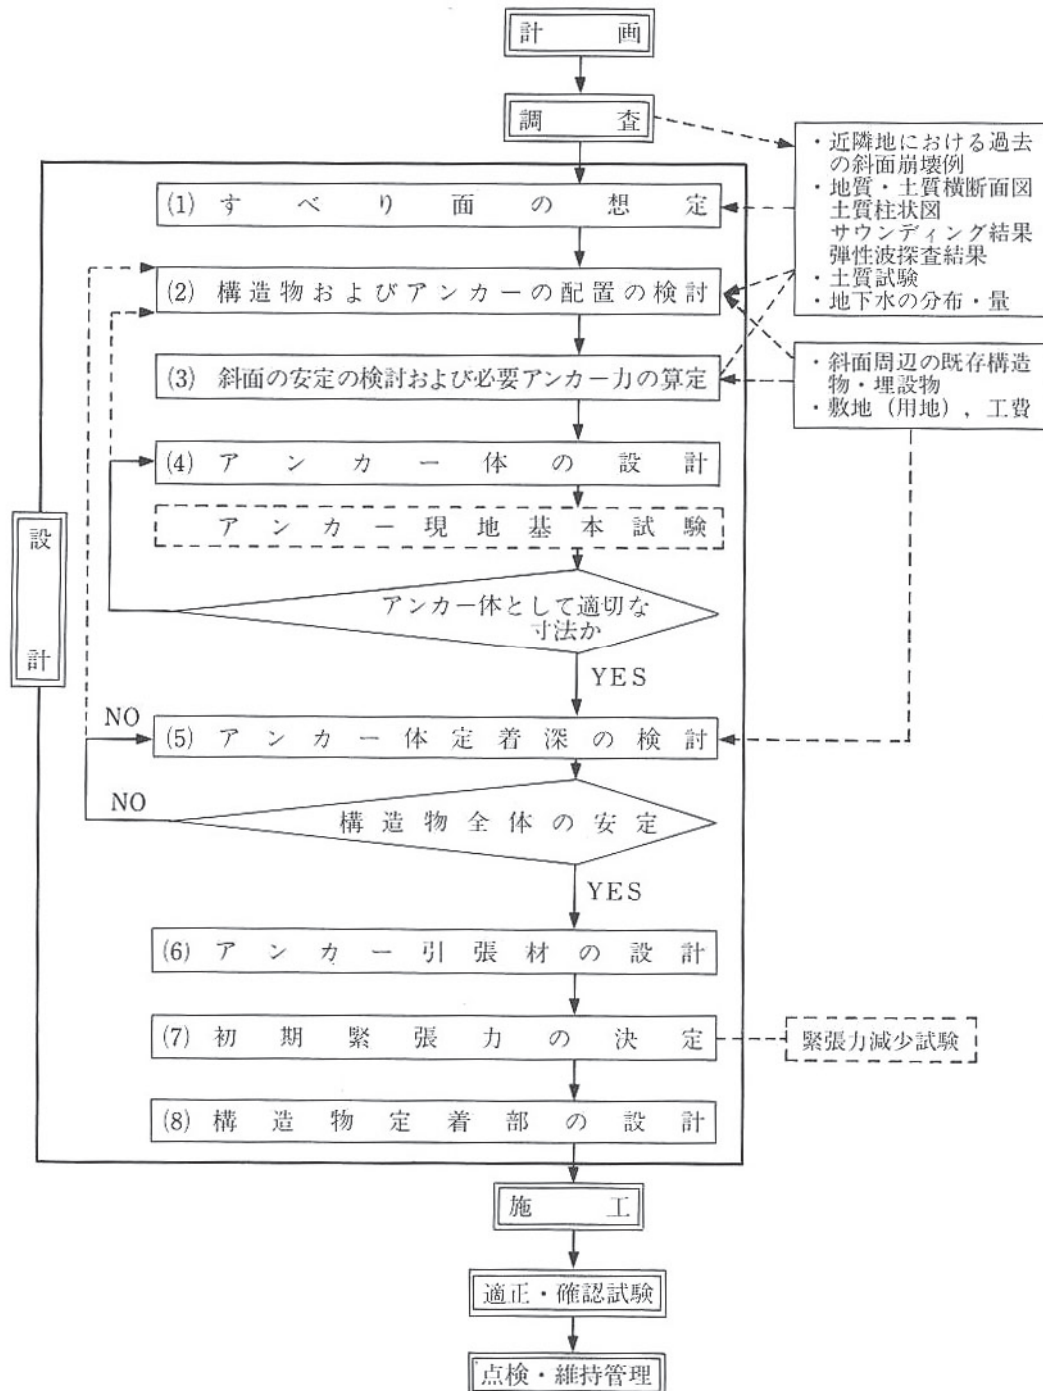 計画
調査
・近隣地における過去
の斜面崩壊例
・地質・土質横断面図
土質柱状図
サウンディング結果
弾性波探査結果
・土質試験
・地下水の分布・量
(1) すべり面の想定
(2) 構造物およびアンカーの配置の検討
(3) 斜面の安定の検討および必要アンカー力の算定
・斜面周辺の既存構造
物・埋設物
・敷地（用地），工費
(4) アンカー体の設計
アンカー現地基本試験
設計
アンカー体として適切な
寸法か
YES
NO
(5) アンカー体定着深の検討
NO
構造物全体の安定
YES
(6) アンカー引張材の設計
(7) 初期緊張力の決定
緊張力減少試験
(8) 構造物定着部の設計
施工
適正・確認試験
点検・維持管理